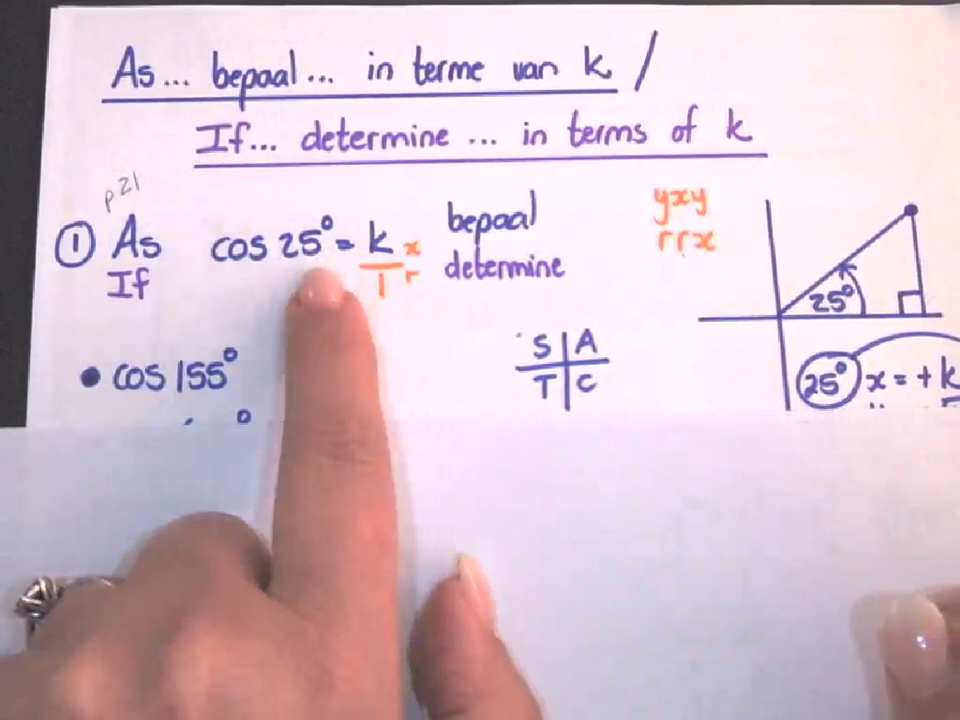 As... bepaal... in terme van k /
If... determine ... in terms of k
p21
① As cos 25° = k/1 x/r bepaal
If determine
yxy
rrx
25°
• cos 155°
S A
T C
25° x = + k